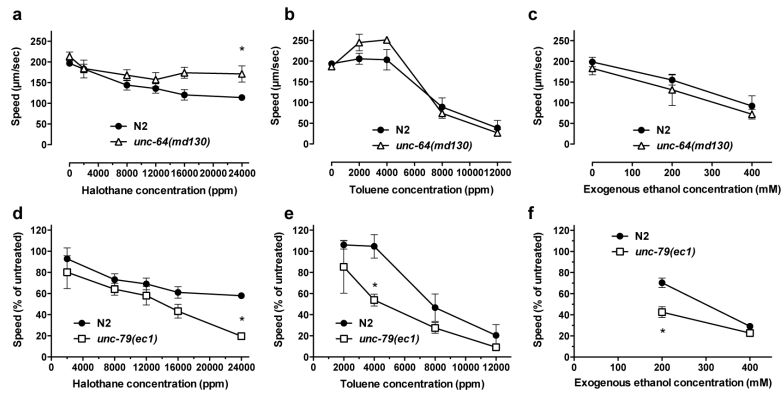 a
*
Speed (µm/sec)
250
200
150
100
50
0
N2
unc-64(md130)
0 4000 8000 12000 16000 20000 24000
Halothane concentration (ppm)
b
Speed (µm/sec)
250
200
150
100
50
0
N2
unc-64(md130)
0 2000 4000 6000 8000 10000 12000
Toluene concentration (ppm)
c
Speed (µm/sec)
250
200
150
100
50
0
N2
unc-64(md130)
0 100 200 300 400
Exogenous ethanol concentration (mM)
d
Speed (% of untreated)
120
100
80
60
40
20
0
N2
unc-79(ec1)
*
4000 8000 12000 16000 20000 24000
Halothane concentration (ppm)
e
Speed (% of untreated)
120
100
80
60
40
20
0
*
N2
unc-79(ec1)
2000 4000 6000 8000 10000 12000
Toluene concentration (ppm)
f
Speed (% of untreated)
120
100
80
60
40
20
0
N2
unc-79(ec1)
*
0 100 200 300 400
Exogenous ethanol concentration (mM)